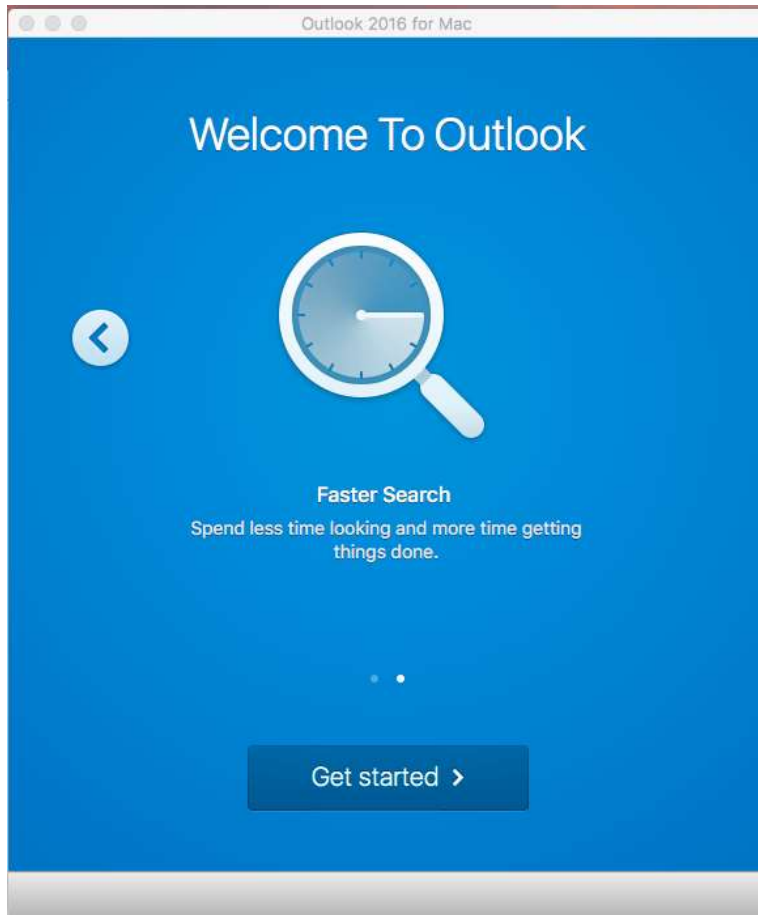 Outlook 2016 for Mac
Welcome To Outlook
Faster Search
Spend less time looking and more time getting
things done.
Get started